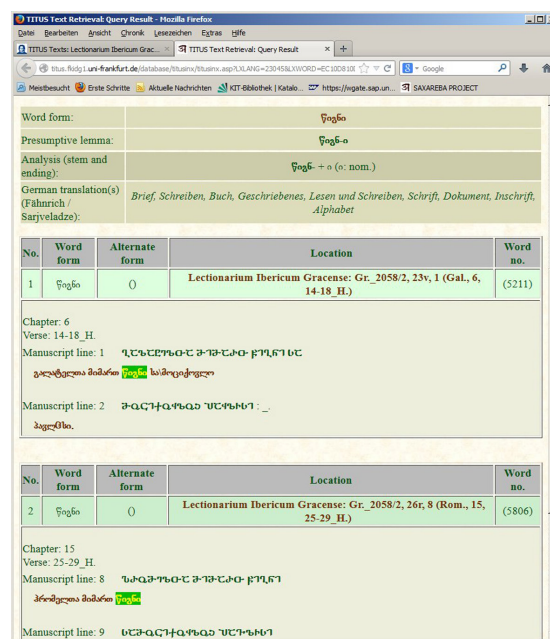 TITUS Text Retrieval: Query Result - Mozilla Firefox
Datei Bearbeiten Ansicht Chronik Lesezeichen Extras Hilfe
TITUS Texts: Lectionarium Ibericum Grac... × TITUS Text Retrieval: Query Result × +
titus.fkidg1.uni-frankfurt.de/database/titusinx/titusinx.asp?LXLANG=23045&LXWORD=EC10D810I Google
Meistbesucht Erste Schritte Aktuelle Nachrichten KIT-Bibliothek | Katalo... https://wgate.sap.un... SAXAREBA PROJECT
Word form: წიგნი
Presumptive lemma: წიგნ-ი
Analysis (stem and ending): წიგნ- + ი (ი: nom.)
German translation(s) (Fähnrich / Sarjveladze): Brief, Schreiben, Buch, Geschriebenes, Lesen und Schreiben, Schrift, Dokument, Inschrift, Alphabet
No. Word form Alternate form Location Word no.
1 წიგნი () Lectionarium Ibericum Gracense: Gr._2058/2, 23v, 1 (Gal., 6, 14-18_H.) (5211)
Chapter: 6
Verse: 14-18_H.
Manuscript line: 1
გალატელთა მიმართ წიგნი სა\მოციქოვლო
Manuscript line: 2 : _.
No. Word form Alternate form Location Word no.
2 წიგნი () Lectionarium Ibericum Gracense: Gr._2058/2, 26r, 8 (Rom., 15, 25-29_H.) (5806)
Chapter: 15
Verse: 25-29_H.
Manuscript line: 8
ჰრომელთა მიმართ წიგნი
Manuscript line: 9